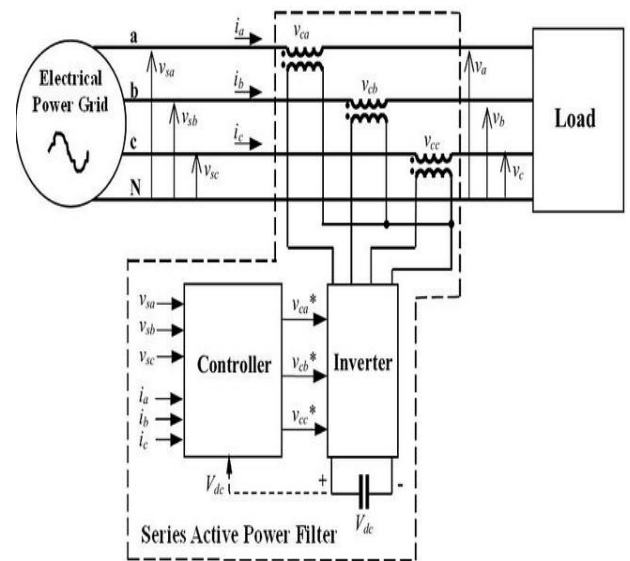 a
i_a
v_ca
Electrical
Power Grid
v_sa
b
i_b
v_cb
v_a
Load
v_sb
c
i_c
v_cc
v_b
N
v_sc
v_c
v_sa
v_sb
v_sc
i_a
i_b
i_c
Controller
v_ca*
v_cb*
v_cc*
Inverter
V_dc
+
-
V_dc
Series Active Power Filter